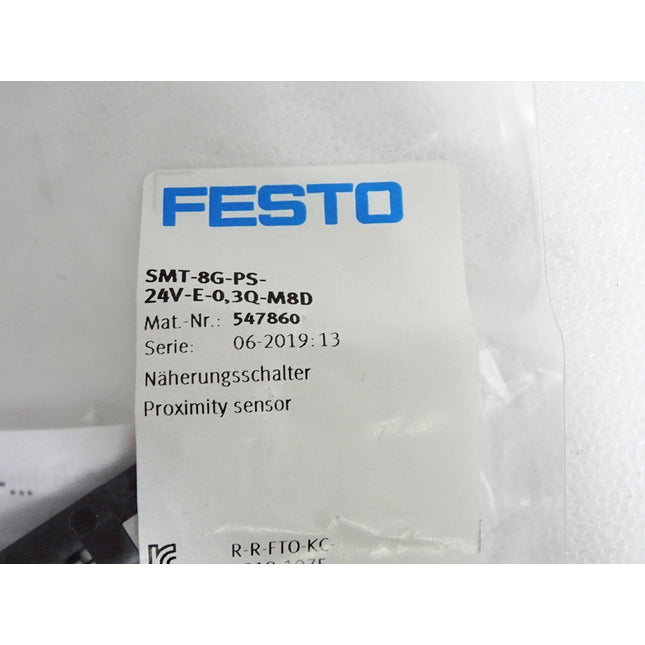 FESTO
SMT-8G-PS-
24V-E-0,3Q-M8D
Mat.-Nr.: 547860
Serie: 06-2019:13
Näherungsschalter
Proximity sensor
R-R-FTO-KC-